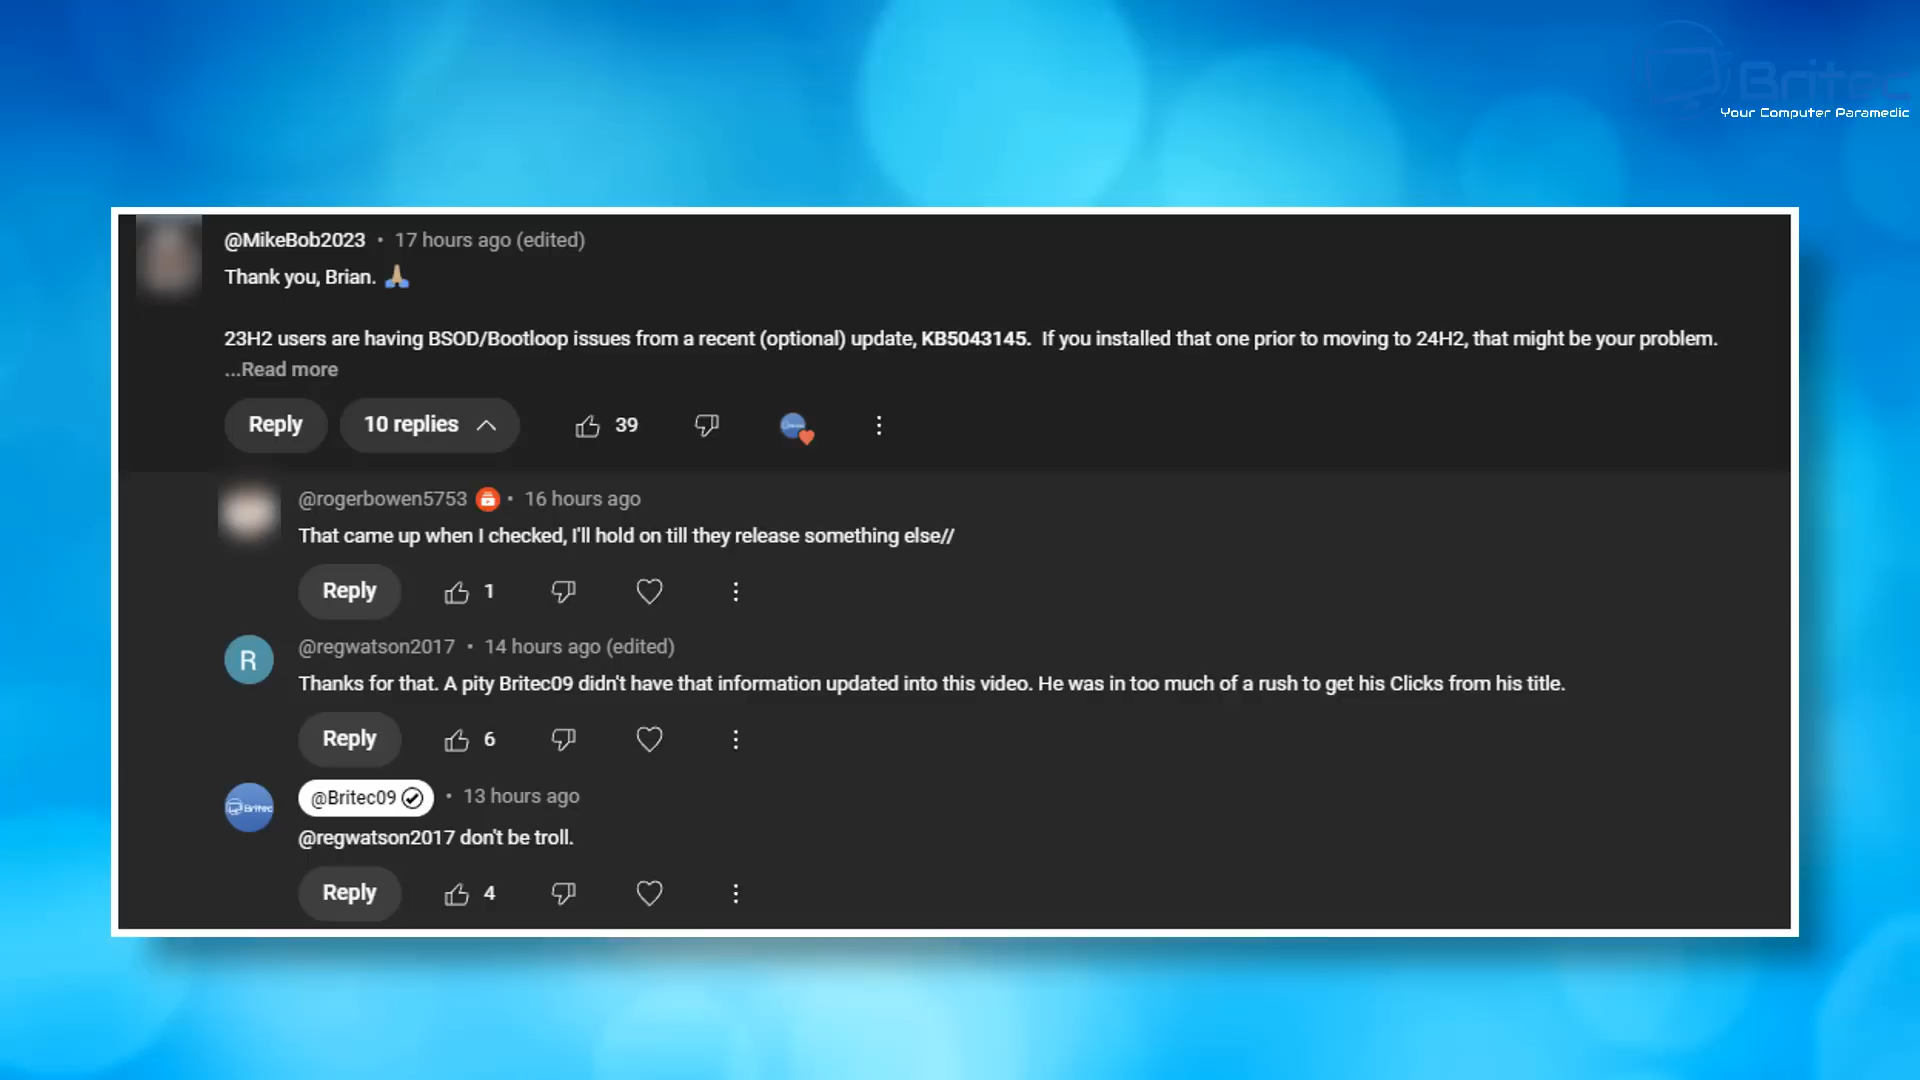 Britec
Your Computer Paramedic
@MikeBob2023 • 17 hours ago (edited)
Thank you, Brian. 🙏🏼
23H2 users are having BSOD/Bootloop issues from a recent (optional) update, KB5043145. If you installed that one prior to moving to 24H2, that might be your problem.
...Read more
Reply 10 replies 39
@rogerbowen5753 • 16 hours ago
That came up when I checked, I'll hold on till they release something else//
Reply 1
R @regwatson2017 • 14 hours ago (edited)
Thanks for that. A pity Britec09 didn't have that information updated into this video. He was in too much of a rush to get his Clicks from his title.
Reply 6
Britec @Britec09 • 13 hours ago
@regwatson2017 don't be troll.
Reply 4